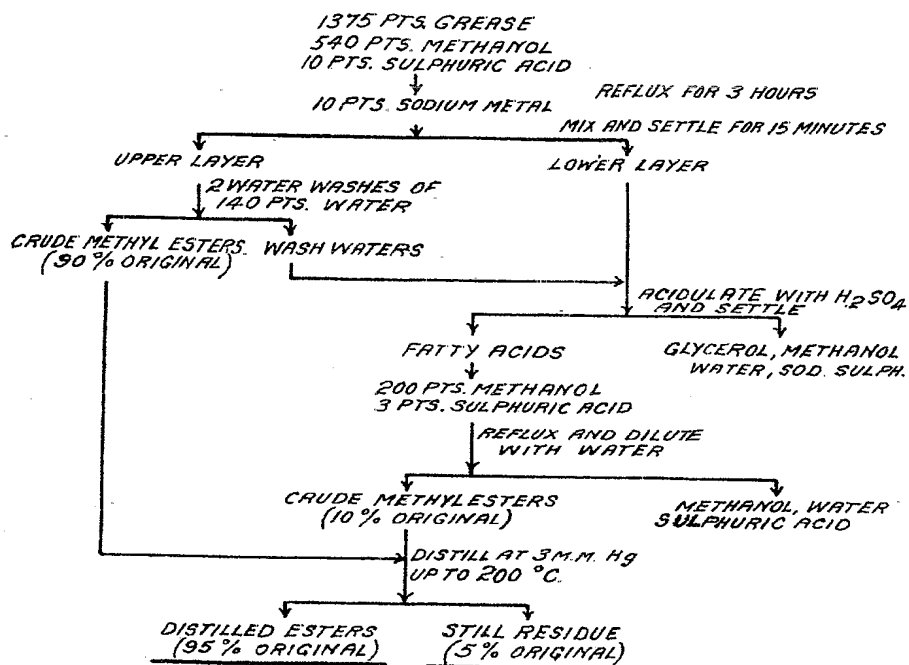 1375 PTS. GREASE
540 PTS. METHANOL
10 PTS. SULPHURIC ACID
REFLUX FOR 3 HOURS
10 PTS. SODIUM METAL
MIX AND SETTLE FOR 15 MINUTES
UPPER LAYER
LOWER LAYER
2 WATER WASHES OF
140 PTS. WATER
CRUDE METHYL ESTERS
(90% ORIGINAL)
WASH WATERS
ACIDULATE WITH H2SO4
AND SETTLE
FATTY ACIDS
GLYCEROL, METHANOL
WATER, SOD. SULPH.
200 PTS. METHANOL
3 PTS. SULPHURIC ACID
REFLUX AND DILUTE
WITH WATER
CRUDE METHYLESTERS
(10% ORIGINAL)
METHANOL, WATER
SULPHURIC ACID
DISTILL AT 3 M.M. Hg
UP TO 200 °C.
DISTILLED ESTERS
(95% ORIGINAL)
STILL RESIDUE
(5% ORIGINAL)